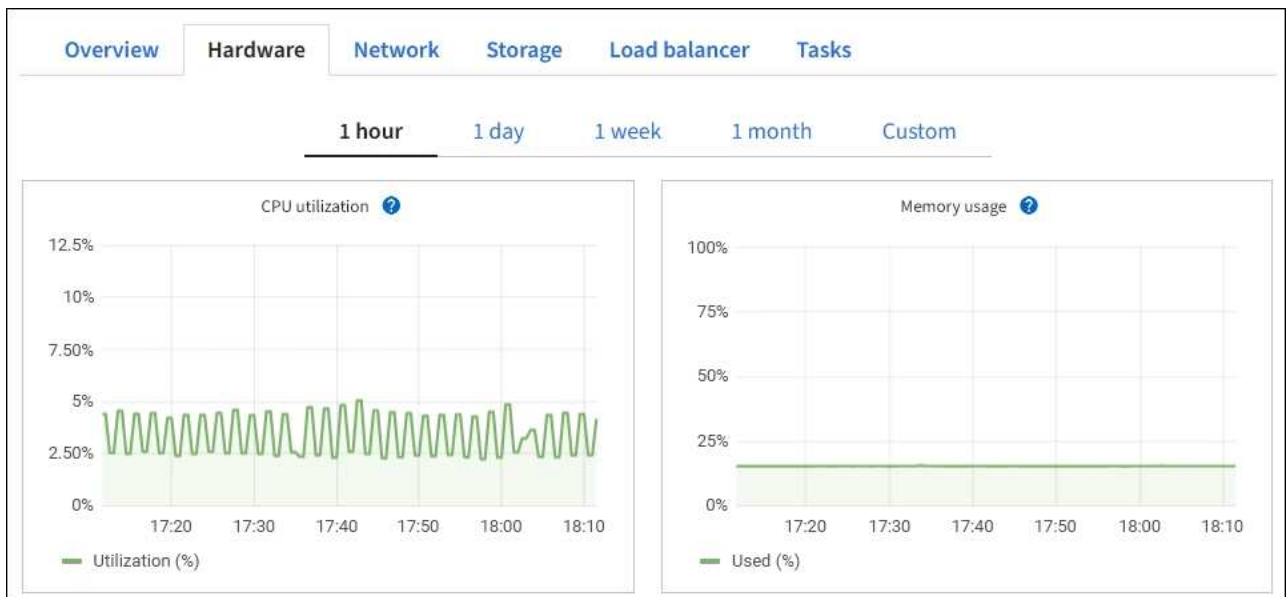 Overview Hardware Network Storage Load balancer Tasks
1 hour 1 day 1 week 1 month Custom
CPU utilization ?
12.5%
10%
7.50%
5%
2.50%
0%
17:20 17:30 17:40 17:50 18:00 18:10
Utilization (%)
Memory usage ?
100%
75%
50%
25%
0%
17:20 17:30 17:40 17:50 18:00 18:10
Used (%)